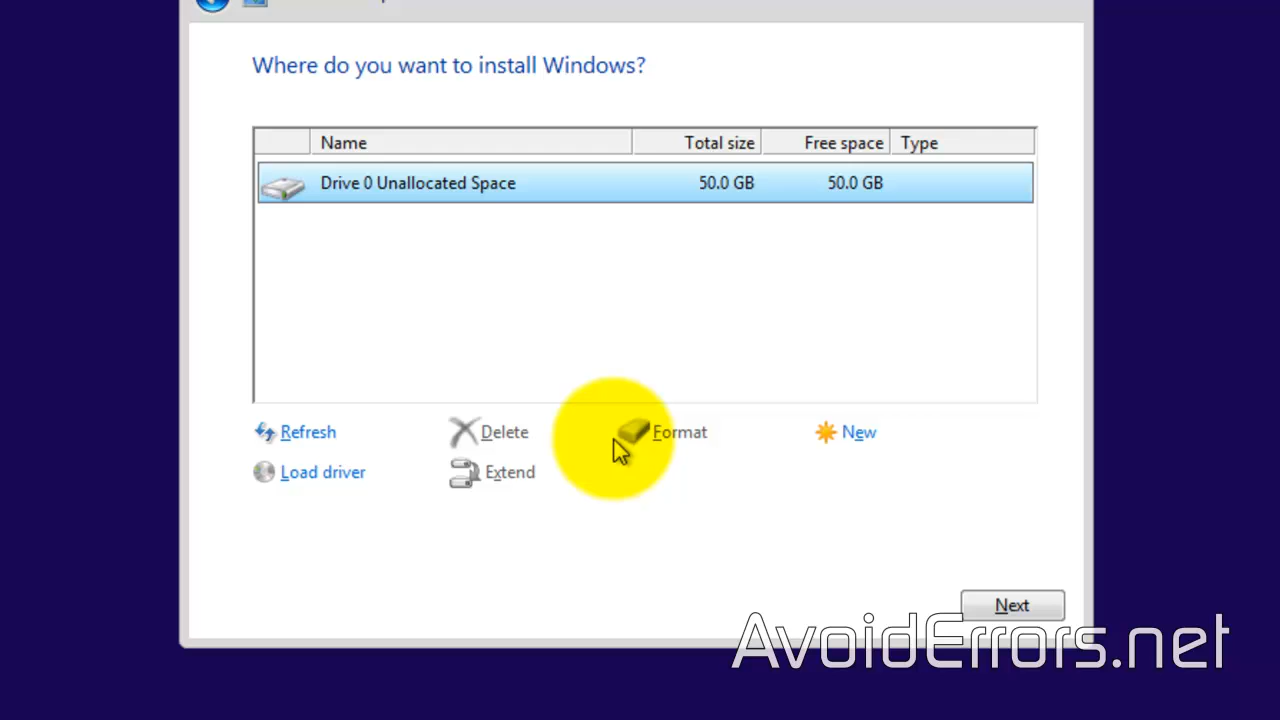 Where do you want to install Windows?
Name Total size Free space Type
Drive 0 Unallocated Space 50.0 GB 50.0 GB
Refresh Delete Format New
Load driver Extend
Next
AvoidErrors.net